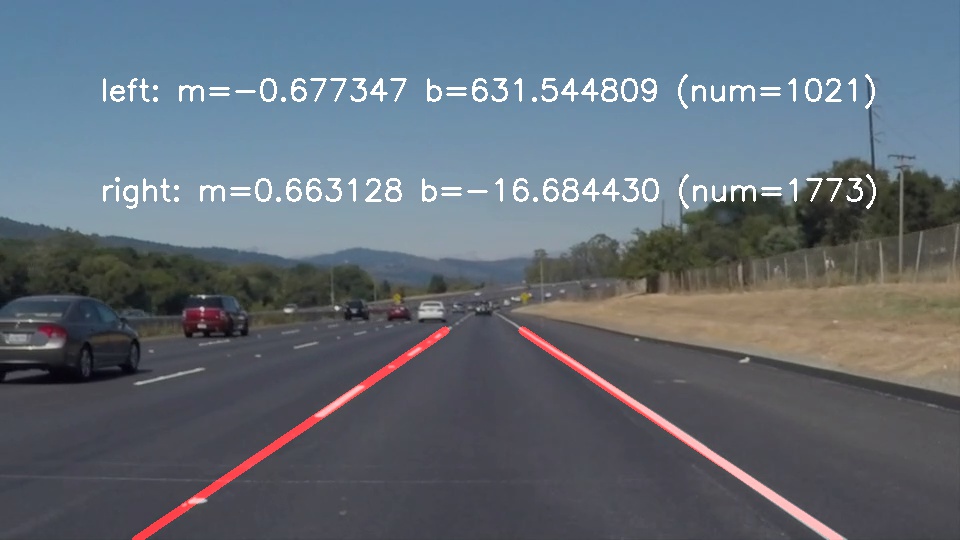 left: m=-0.677347 b=631.544809 (num=1021)
right: m=0.663128 b=-16.684430 (num=1773)